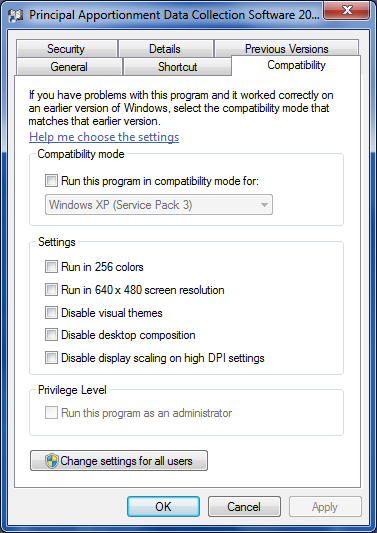 Principal Apportionment Data Collection Software 20...
Security Details Previous Versions
General Shortcut Compatibility
If you have problems with this program and it worked correctly on
an earlier version of Windows, select the compatibility mode that
matches that earlier version.
Help me choose the settings
Compatibility mode
Run this program in compatibility mode for:
Windows XP (Service Pack 3)
Settings
Run in 256 colors
Run in 640 x 480 screen resolution
Disable visual themes
Disable desktop composition
Disable display scaling on high DPI settings
Privilege Level
Run this program as an administrator
Change settings for all users
OK Cancel Apply